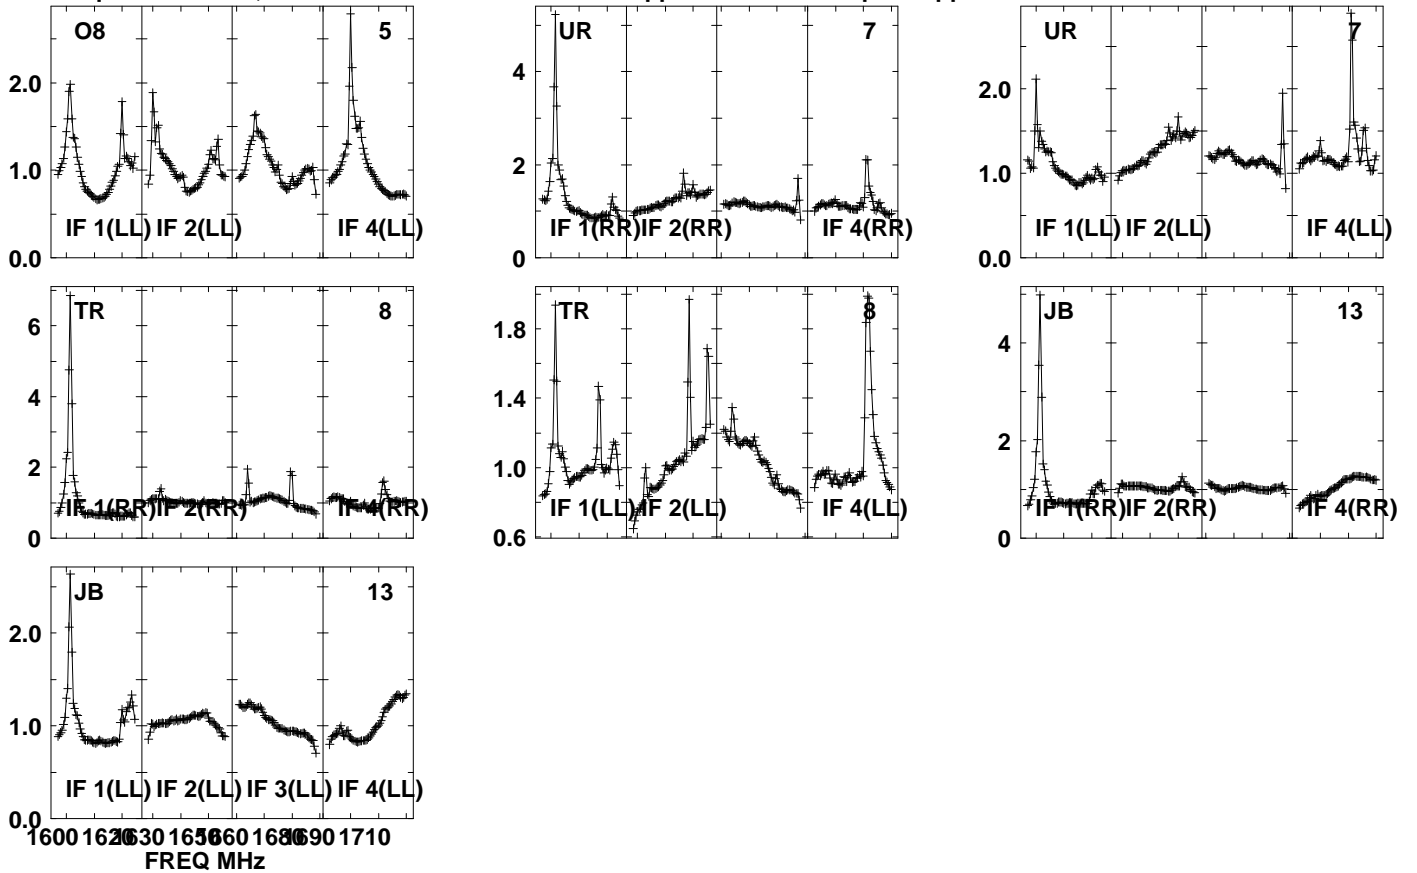 O8 5 UR 7 UR 7
2.0 4 2.0
1.0 2 1.0
IF 1(LL) IF 2(LL) IF 4(LL) IF 1(RR) IF 2(RR) IF 4(RR) IF 1(LL) IF 2(LL) IF 4(LL)
0.0 0 0.0
TR 8 TR 8 JB 13
6 1.8 4
4 1.4 2
2 1.0
IF 1(RR) IF 2(RR) IF 4(RR) IF 1(LL) IF 2(LL) IF 4(LL) IF 1(RR) IF 2(RR) IF 4(RR)
0 0.6 0
JB 13
2.0
1.0
IF 1(LL) IF 2(LL) IF 3(LL) IF 4(LL)
0.0
1600 1620 1630 1650 1660 1680 1690 1710
FREQ MHz